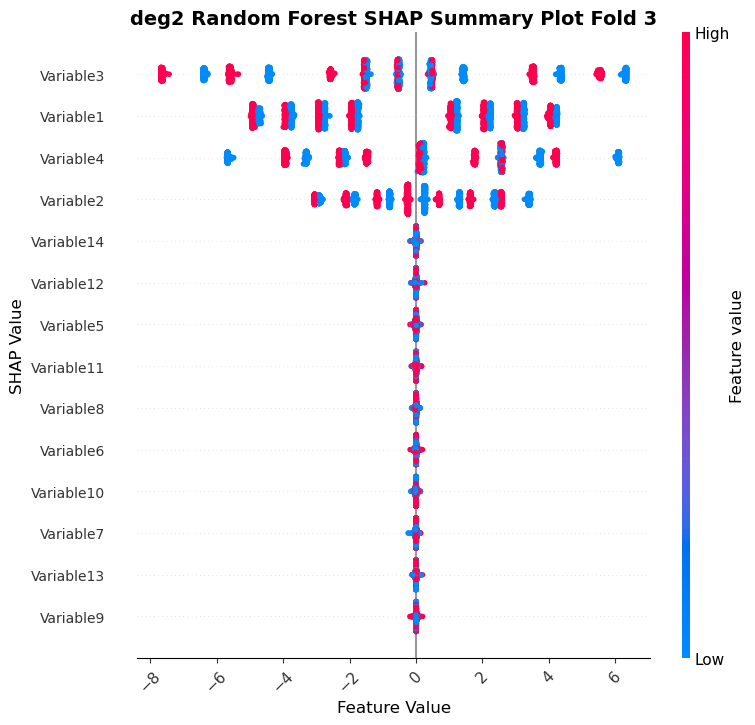 deg2 Random Forest SHAP Summary Plot Fold 3
High
Variable3
Variable1
Variable4
Variable2
Variable14
Variable12
Variable5
Variable11
Variable8
Variable6
Variable10
Variable7
Variable13
Variable9
SHAP Value
Feature value
Low
−8 −6 −4 −2 0 2 4 6
Feature Value